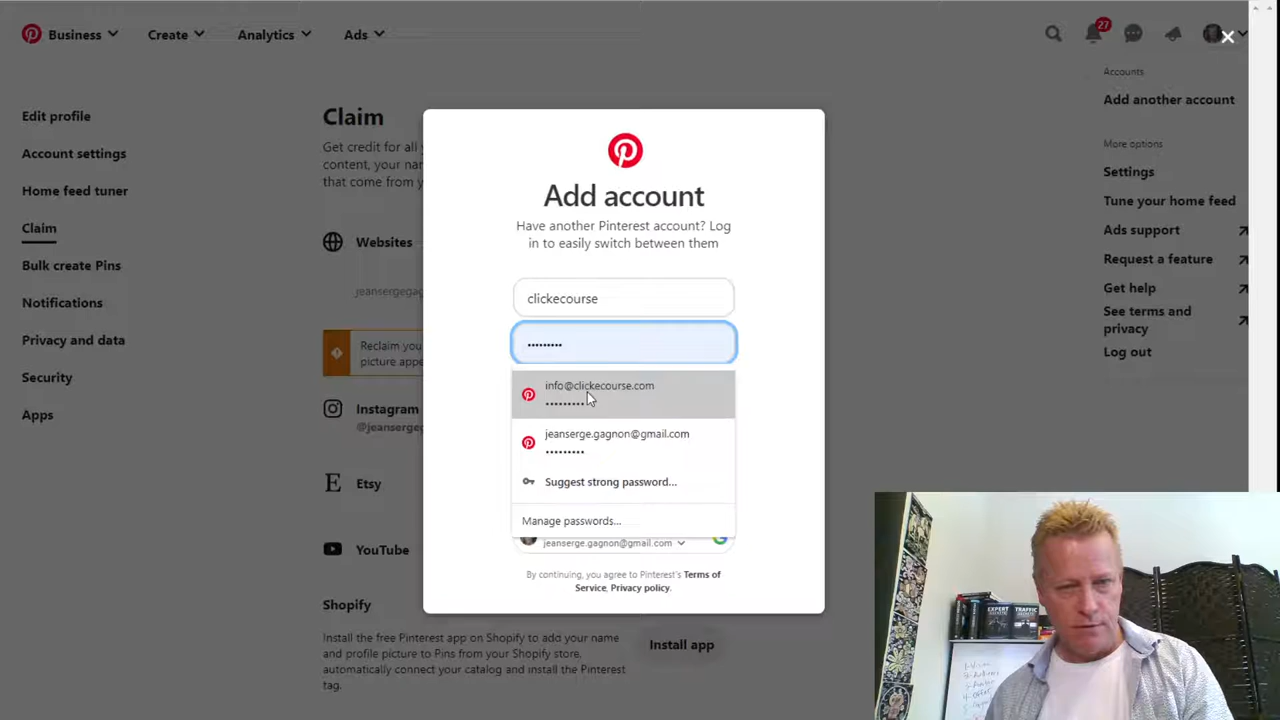 Business
Create
Analytics
Ads
27
Edit profile
Account settings
Home feed tuner
Claim
Bulk create Pins
Notifications
Privacy and data
Security
Apps
Claim
Get credit for all
content, your na
that come from y
Websites
jeansergega
Reclaim you
picture appe
Instagram
@jeanserge
Etsy
YouTube
Shopify
Install the free Pinterest app on Shopify to add your name
and profile picture to Pins from your Shopify store,
automatically connect your catalog and install the Pinterest
tag.
Install app
Add account
Have another Pinterest account? Log
in to easily switch between them
clickecourse
•••••••••
info@clickecourse.com
•••••••••
jeanserge.gagnon@gmail.com
•••••••••
Suggest strong password...
Manage passwords...
jeanserge.gagnon@gmail.com
By continuing, you agree to Pinterest's Terms of
Service, Privacy policy.
Accounts
Add another account
More options
Settings
Tune your home feed
Ads support
Request a feature
Get help
See terms and
privacy
Log out
EXPERT
TRAFFIC